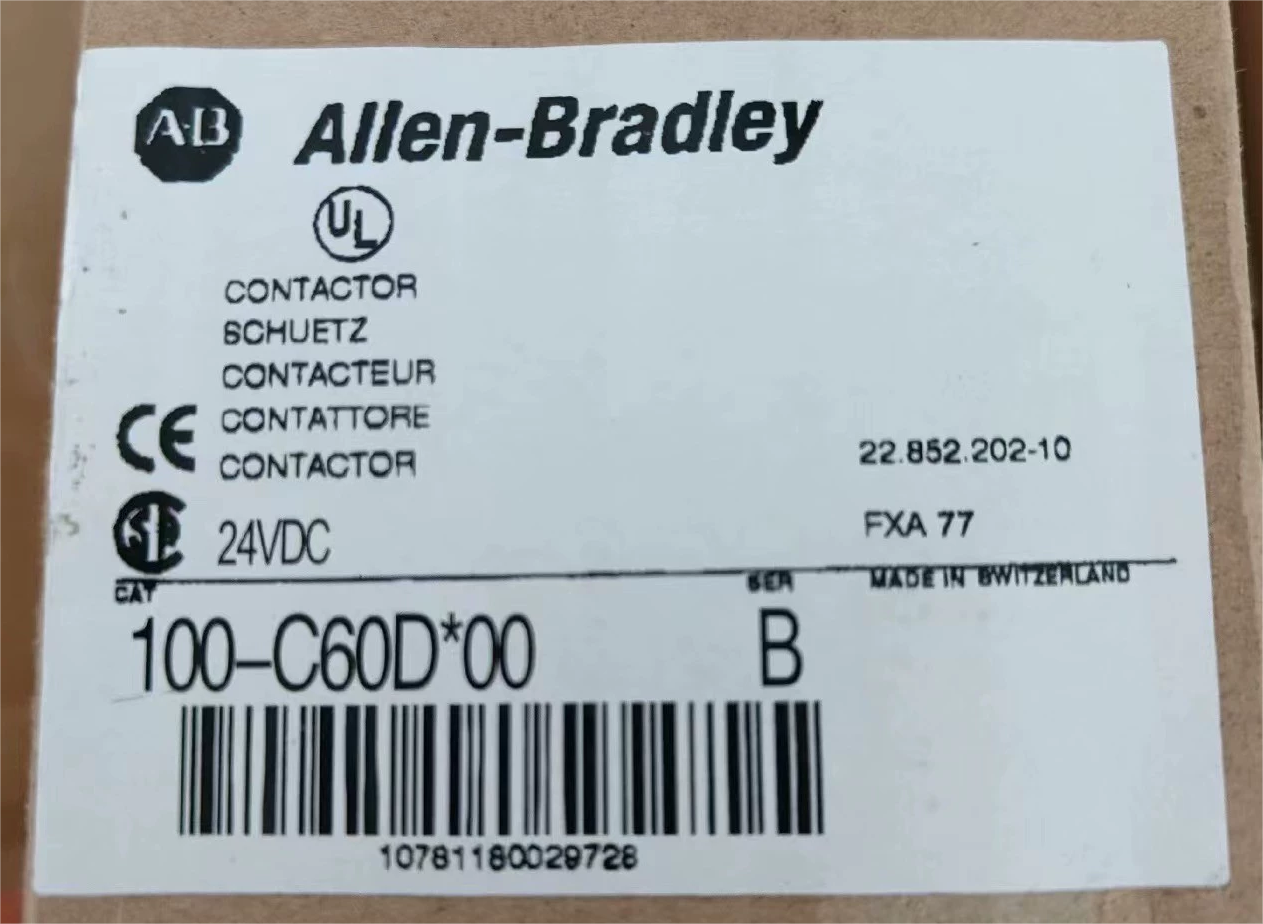 A-B Allen-Bradley
UL
CONTACTOR
SCHUETZ
CONTACTEUR
CE CONTATTORE
CONTACTOR
22.852.202-10
24VDC
FXA 77
CAT
SER
MADE IN SWITZERLAND
100-C60D*00
B
10781180029728